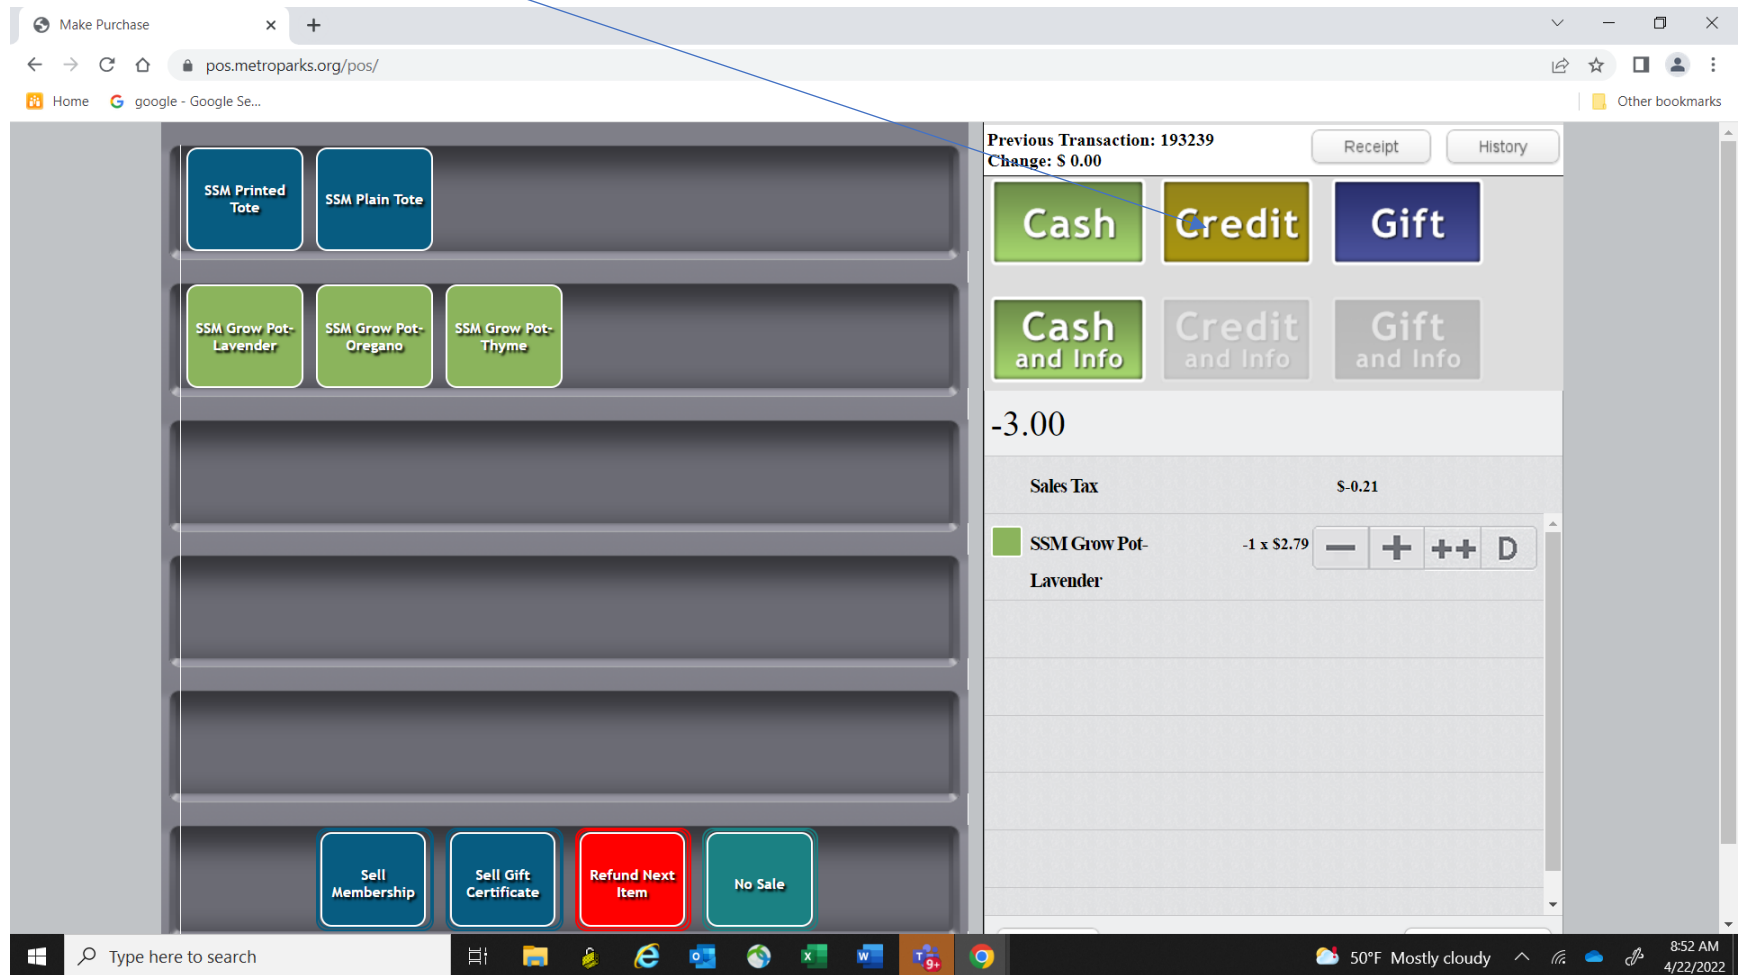 Make Purchase
pos.metroparks.org/pos/
Home
google - Google Se...
Other bookmarks
SSM Printed
Tote
SSM Plain Tote
SSM Grow Pot-
Lavender
SSM Grow Pot-
Oregano
SSM Grow Pot-
Thyme
Sell
Membership
Sell Gift
Certificate
Refund Next
Item
No Sale
Previous Transaction: 193239
Change: $ 0.00
Receipt
History
Cash
Credit
Gift
Cash
and Info
Credit
and Info
Gift
and Info
-3.00
Sales Tax
$-0.21
SSM Grow Pot-
Lavender
-1 x $2.79
D
Type here to search
9+
50°F Mostly cloudy
8:52 AM
4/22/2022